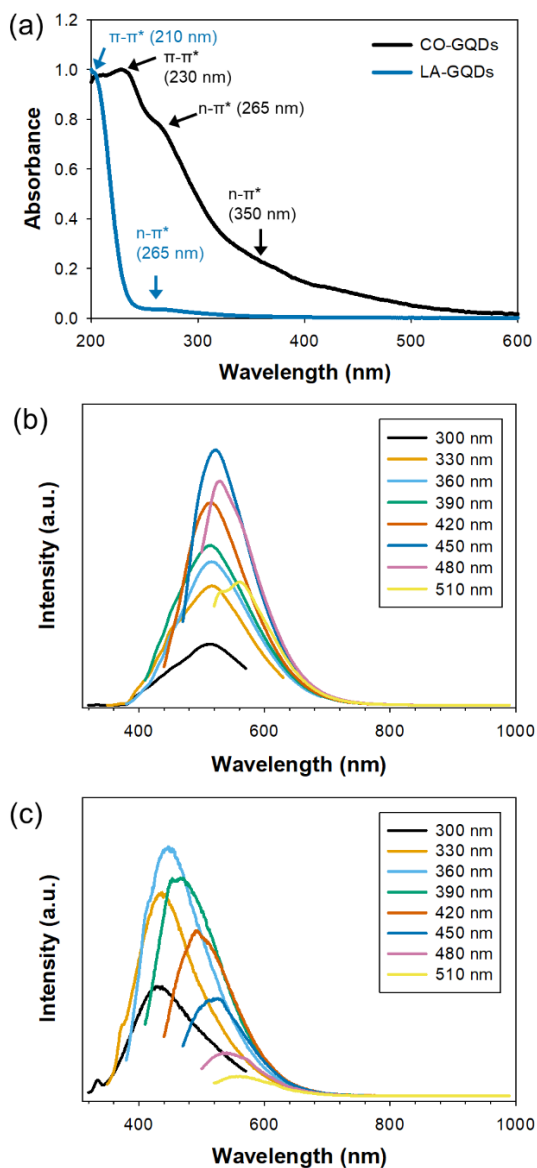 (a)
π-π* (210 nm)
π-π*
(230 nm)
n-π* (265 nm)
n-π*
(350 nm)
n-π*
(265 nm)
CO-GQDs
LA-GQDs
Absorbance
1.0
0.8
0.6
0.4
0.2
0.0
200 300 400 500 600
Wavelength (nm)
(b)
Intensity (a.u.)
300 nm
330 nm
360 nm
390 nm
420 nm
450 nm
480 nm
510 nm
400 600 800 1000
Wavelength (nm)
(c)
Intensity (a.u.)
300 nm
330 nm
360 nm
390 nm
420 nm
450 nm
480 nm
510 nm
400 600 800 1000
Wavelength (nm)